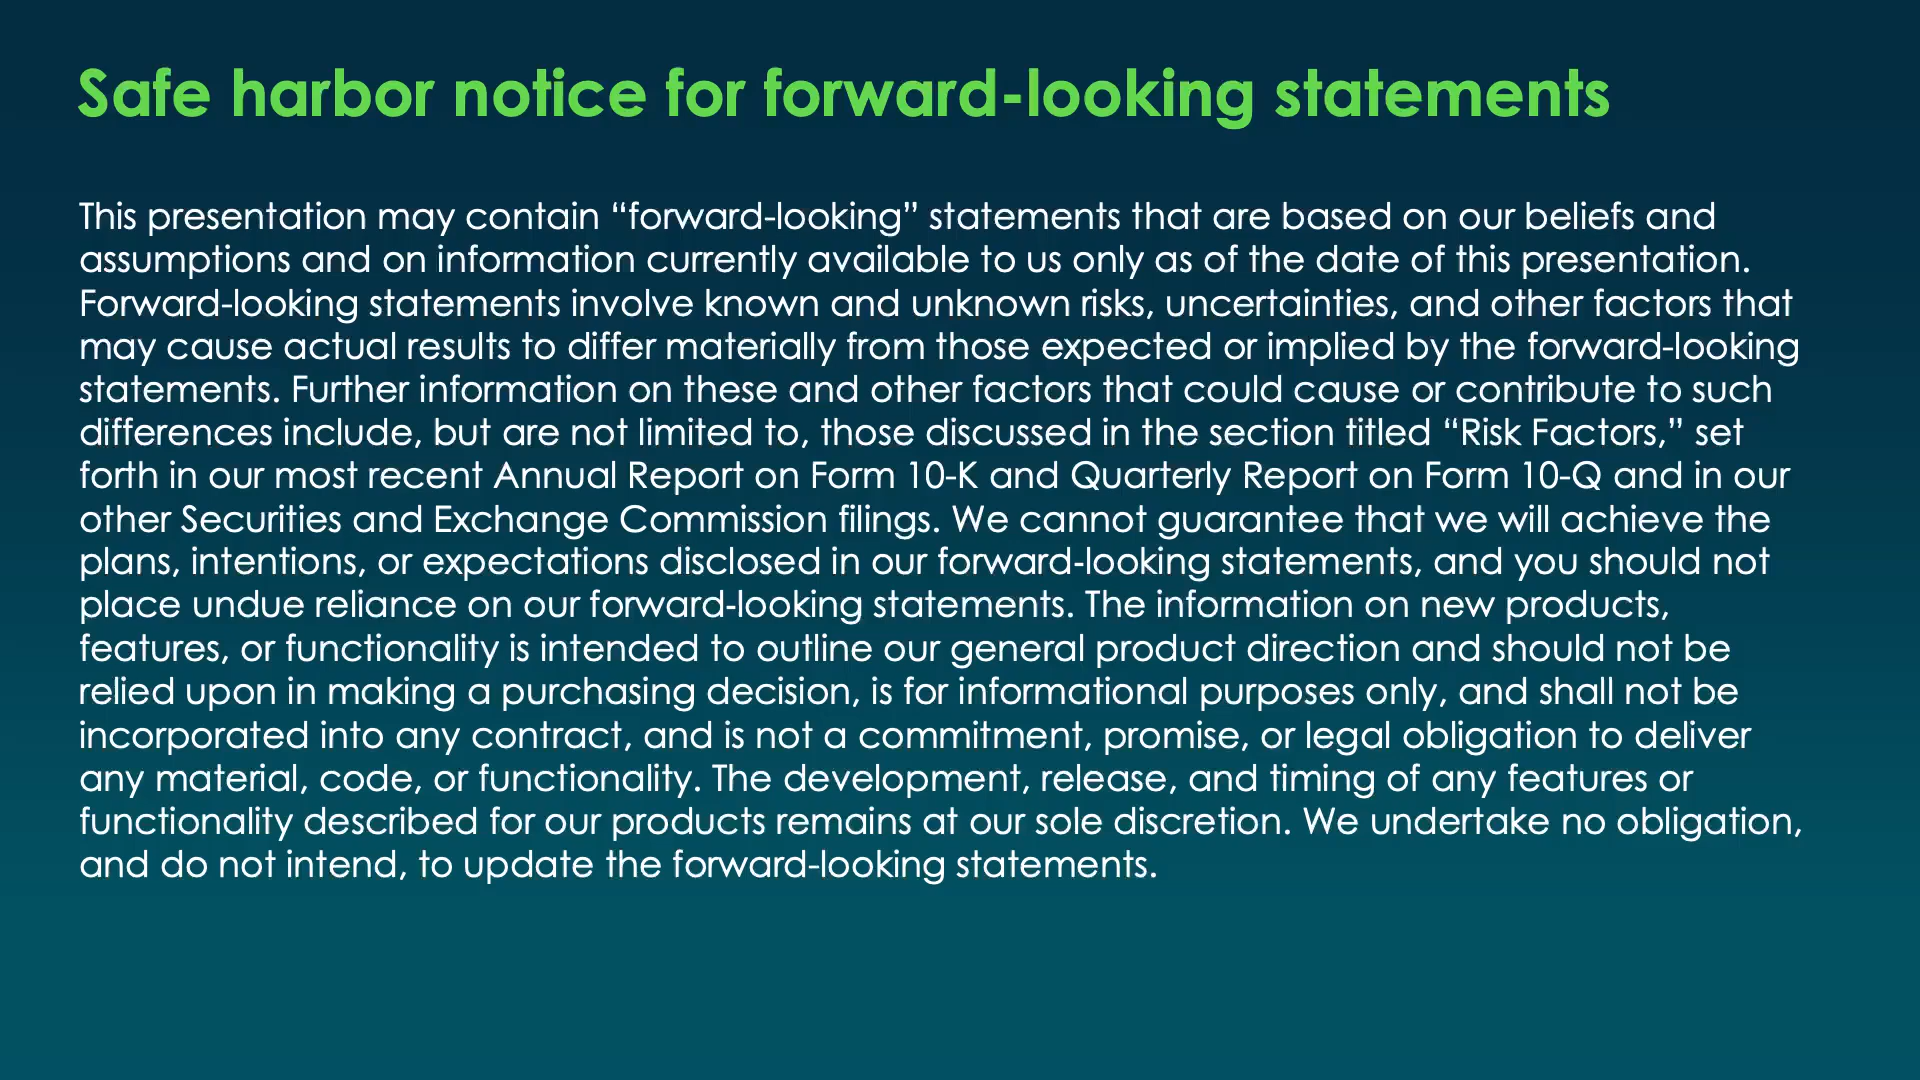 Safe harbor notice for forward-looking statements
This presentation may contain “forward-looking” statements that are based on our beliefs and
assumptions and on information currently available to us only as of the date of this presentation.
Forward-looking statements involve known and unknown risks, uncertainties, and other factors that
may cause actual results to differ materially from those expected or implied by the forward-looking
statements. Further information on these and other factors that could cause or contribute to such
differences include, but are not limited to, those discussed in the section titled “Risk Factors,” set
forth in our most recent Annual Report on Form 10-K and Quarterly Report on Form 10-Q and in our
other Securities and Exchange Commission filings. We cannot guarantee that we will achieve the
plans, intentions, or expectations disclosed in our forward-looking statements, and you should not
place undue reliance on our forward-looking statements. The information on new products,
features, or functionality is intended to outline our general product direction and should not be
relied upon in making a purchasing decision, is for informational purposes only, and shall not be
incorporated into any contract, and is not a commitment, promise, or legal obligation to deliver
any material, code, or functionality. The development, release, and timing of any features or
functionality described for our products remains at our sole discretion. We undertake no obligation,
and do not intend, to update the forward-looking statements.